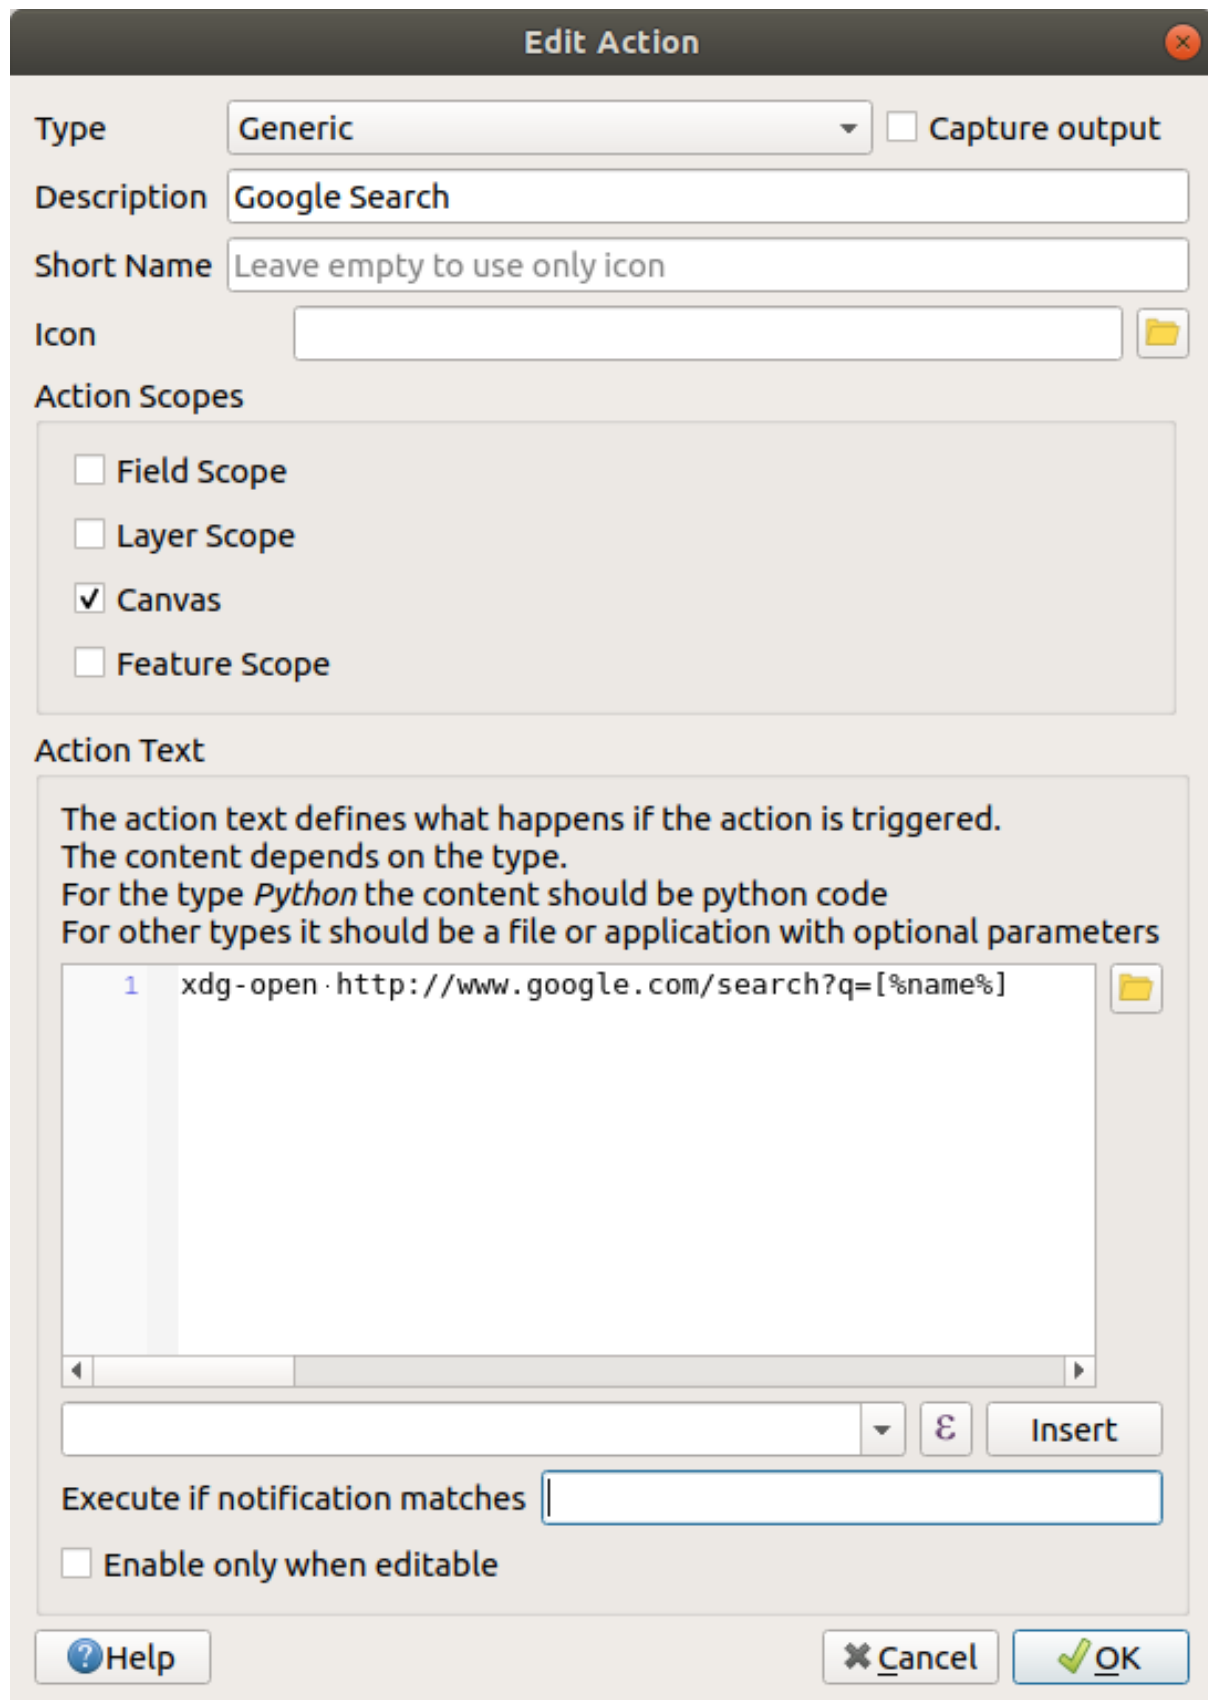 Edit Action
Type Generic Capture output
Description Google Search
Short Name Leave empty to use only icon
Icon
Action Scopes
Field Scope
Layer Scope
Canvas
Feature Scope
Action Text
The action text defines what happens if the action is triggered.
The content depends on the type.
For the type Python the content should be python code
For other types it should be a file or application with optional parameters
1 xdg-open·http://www.google.com/search?q=[%name%]
ε Insert
Execute if notification matches
Enable only when editable
?Help Cancel OK